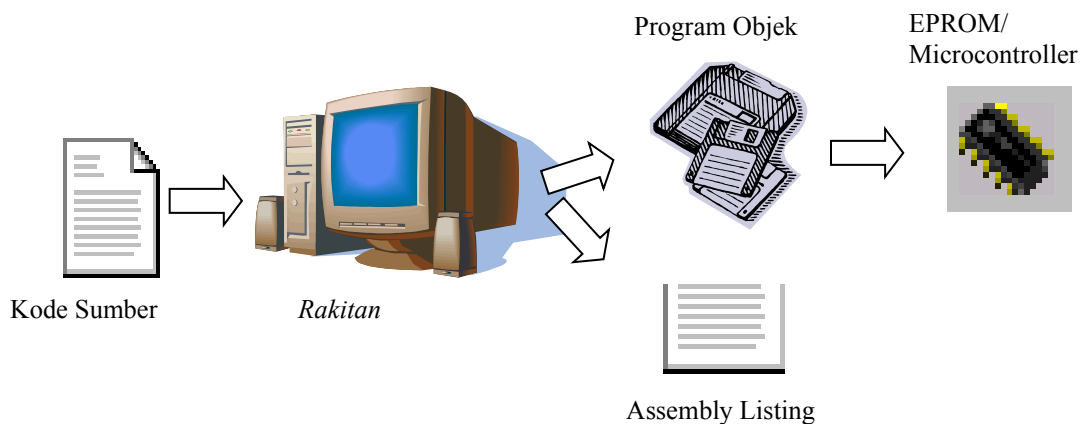 Program Objek
EPROM/
Microcontroller
Kode Sumber
Rakitan
Assembly Listing